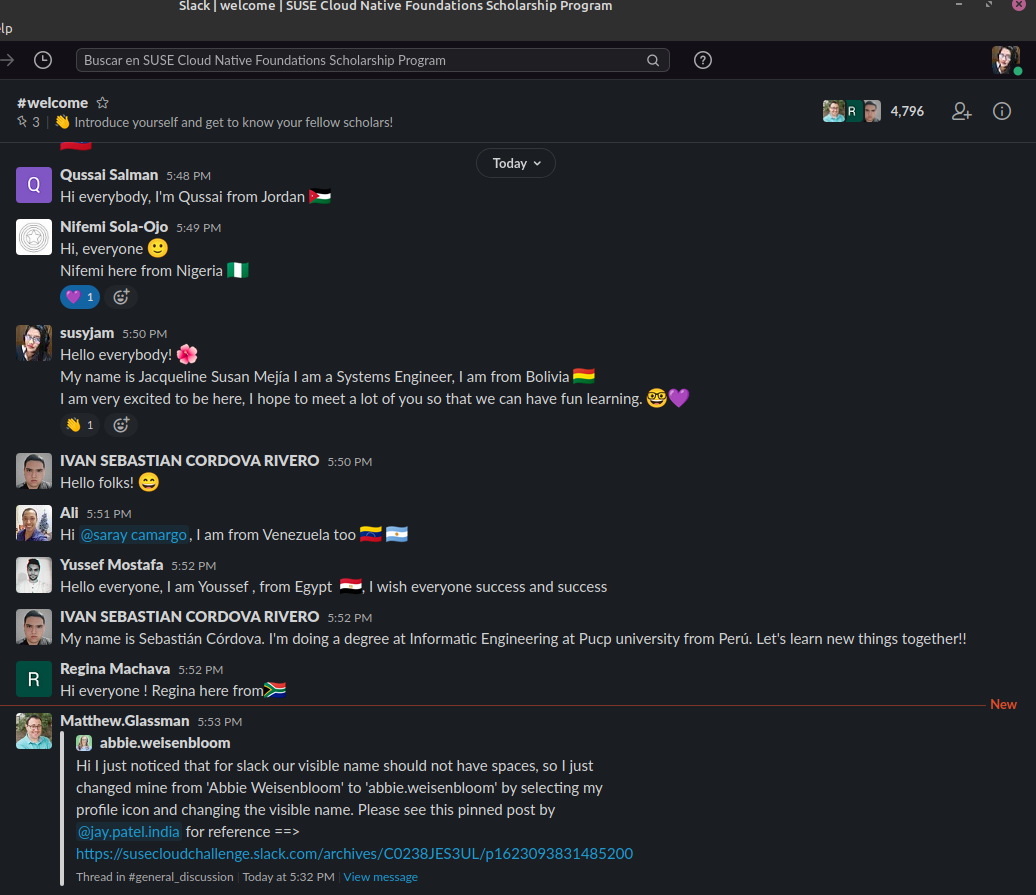 Slack | welcome | SUSE Cloud Native Foundations Scholarship Program
elp
Buscar en SUSE Cloud Native Foundations Scholarship Program
#welcome
3 | 👋 Introduce yourself and get to know your fellow scholars!
R 4,796
Today
Q
Qussai Salman 5:48 PM
Hi everybody, I'm Qussai from Jordan 🇯🇴
Nifemi Sola-Ojo 5:49 PM
Hi, everyone 🙂
Nifemi here from Nigeria 🇳🇬
💜 1
susyjam 5:50 PM
Hello everybody! 🌺
My name is Jacqueline Susan Mejía I am a Systems Engineer, I am from Bolivia 🇧🇴
I am very excited to be here, I hope to meet a lot of you so that we can have fun learning. 🤓💜
👋 1
IVAN SEBASTIAN CORDOVA RIVERO 5:50 PM
Hello folks! 😄
Ali 5:51 PM
Hi @saray camargo , I am from Venezuela too 🇻🇪 🇦🇷
Yussef Mostafa 5:52 PM
Hello everyone, I am Youssef , from Egypt 🇪🇬, I wish everyone success and success
IVAN SEBASTIAN CORDOVA RIVERO 5:52 PM
My name is Sebastián Córdova. I'm doing a degree at Informatic Engineering at Pucp university from Perú. Let's learn new things together!!
R
Regina Machava 5:52 PM
Hi everyone ! Regina here from🇿🇦
New
Matthew.Glassman 5:53 PM
abbie.weisenbloom
Hi I just noticed that for slack our visible name should not have spaces, so I just
changed mine from 'Abbie Weisenbloom' to 'abbie.weisenbloom' by selecting my
profile icon and changing the visible name. Please see this pinned post by
@jay.patel.india for reference ==>
https://susecloudchallenge.slack.com/archives/C0238JES3UL/p1623093831485200
Thread in #general_discussion | Today at 5:32 PM | View message